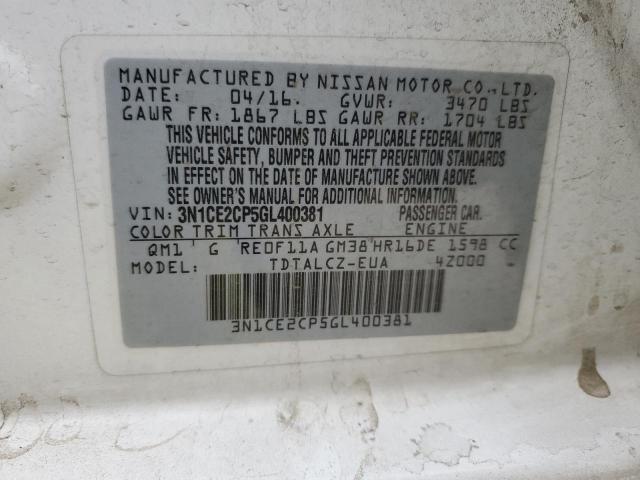 MANUFACTURED BY NISSAN MOTOR CO.,LTD.
DATE: 04/16. GVWR: 3470 LBS
GAWR FR: 1867 LBS GAWR RR: 1704 LBS
THIS VEHICLE CONFORMS TO ALL APPLICABLE FEDERAL MOTOR
VEHICLE SAFETY, BUMPER AND THEFT PREVENTION STANDARDS
IN EFFECT ON THE DATE OF MANUFACTURE SHOWN ABOVE.
SEE OWNER'S MANUAL FOR ADDITIONAL INFORMATION.
VIN: 3N1CE2CP5GL400381 PASSENGER CAR.
COLOR TRIM TRANS AXLE ENGINE
QM1 G RE0F11A GM38 HR16DE 1598 CC
MODEL: TDTALCZ-EUA 4Z000
3N1CE2CP5GL400381